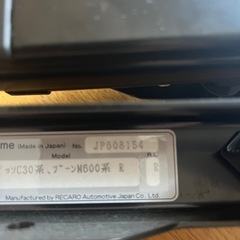 me (Made in Japan) No. JP008154
Model R.L
ッソC30系、ブーンM600系 R R
Manufactured by RECARO Automotive Japan Co. Ltd